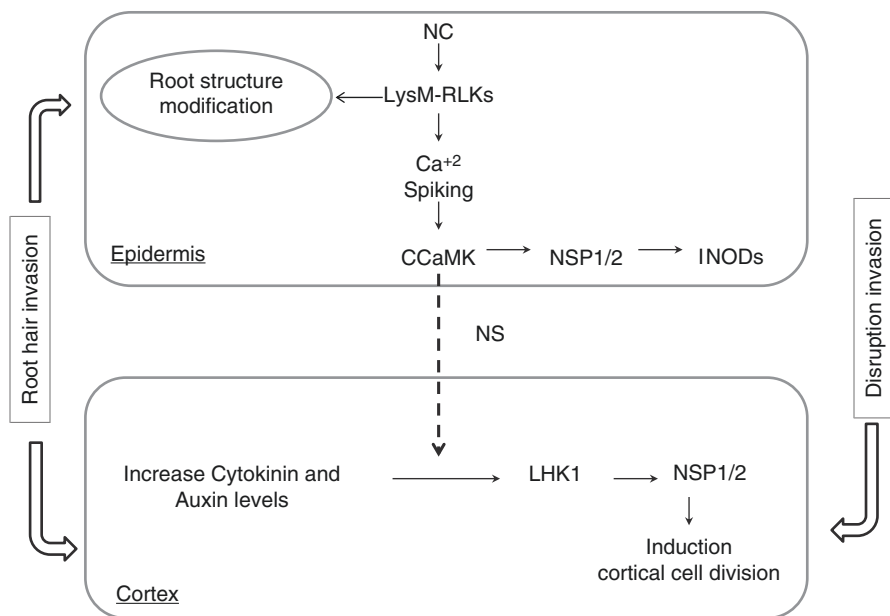 NC
Root structure
modification
LysM-RLKs
Ca+2
Spiking
Epidermis
CCaMK
NSP1/2
INODs
Root hair invasion
Disruption invasion
NS
Increase Cytokinin and
Auxin levels
LHK1
NSP1/2
Induction
cortical cell division
Cortex